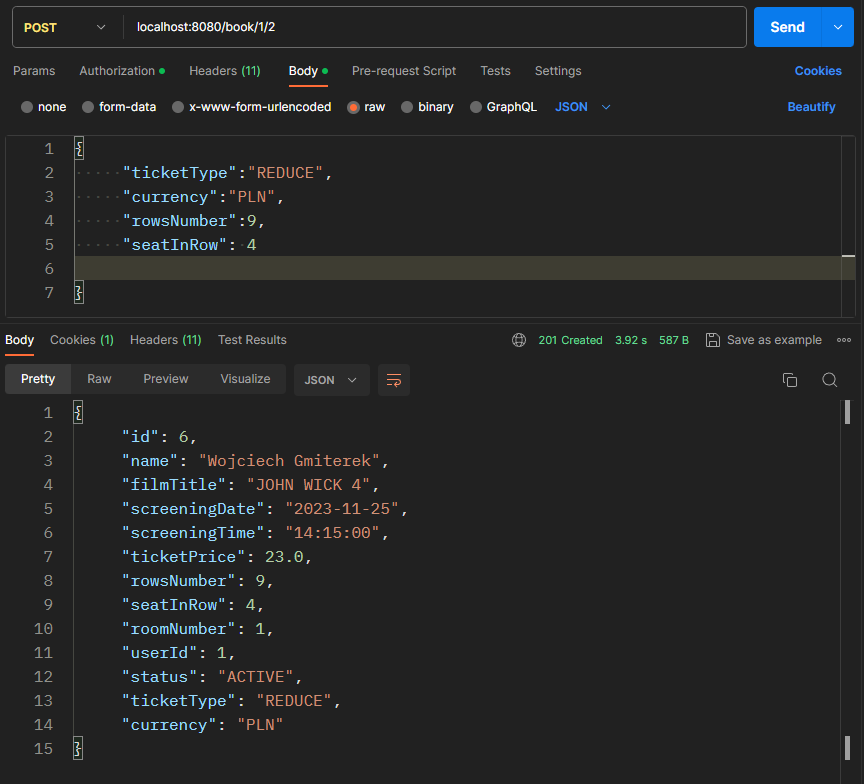 POST localhost:8080/book/1/2 Send
Params Authorization Headers (11) Body Pre-request Script Tests Settings Cookies
none form-data x-www-form-urlencoded raw binary GraphQL JSON Beautify
1 {
2 "ticketType":"REDUCE",
3 "currency":"PLN",
4 "rowsNumber":9,
5 "seatInRow": 4
6
7 }
Body Cookies (1) Headers (11) Test Results 201 Created 3.92 s 587 B Save as example
Pretty Raw Preview Visualize JSON
1 {
2 "id": 6,
3 "name": "Wojciech Gmiterek",
4 "filmTitle": "JOHN WICK 4",
5 "screeningDate": "2023-11-25",
6 "screeningTime": "14:15:00",
7 "ticketPrice": 23.0,
8 "rowsNumber": 9,
9 "seatInRow": 4,
10 "roomNumber": 1,
11 "userId": 1,
12 "status": "ACTIVE",
13 "ticketType": "REDUCE",
14 "currency": "PLN"
15 }